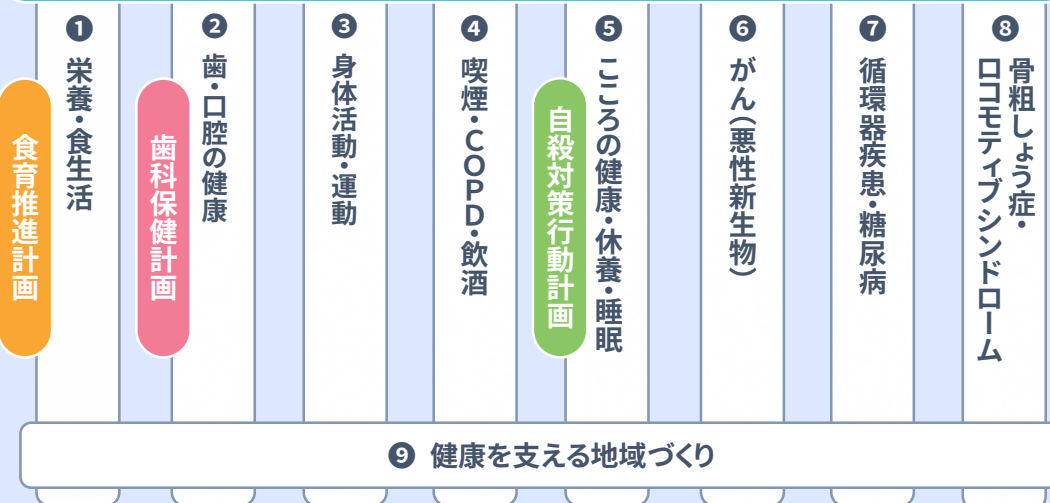 ❶ 栄養・食生活
食育推進計画
❷ 歯・口腔の健康
歯科保健計画
❸ 身体活動・運動
❹ 喫煙・COPD・飲酒
❺ こころの健康・休養・睡眠
自殺対策行動計画
❻ がん（悪性新生物）
❼ 循環器疾患・糖尿病
❽ 骨粗しょう症・
ロコモティブシンドローム
❾ 健康を支える地域づくり